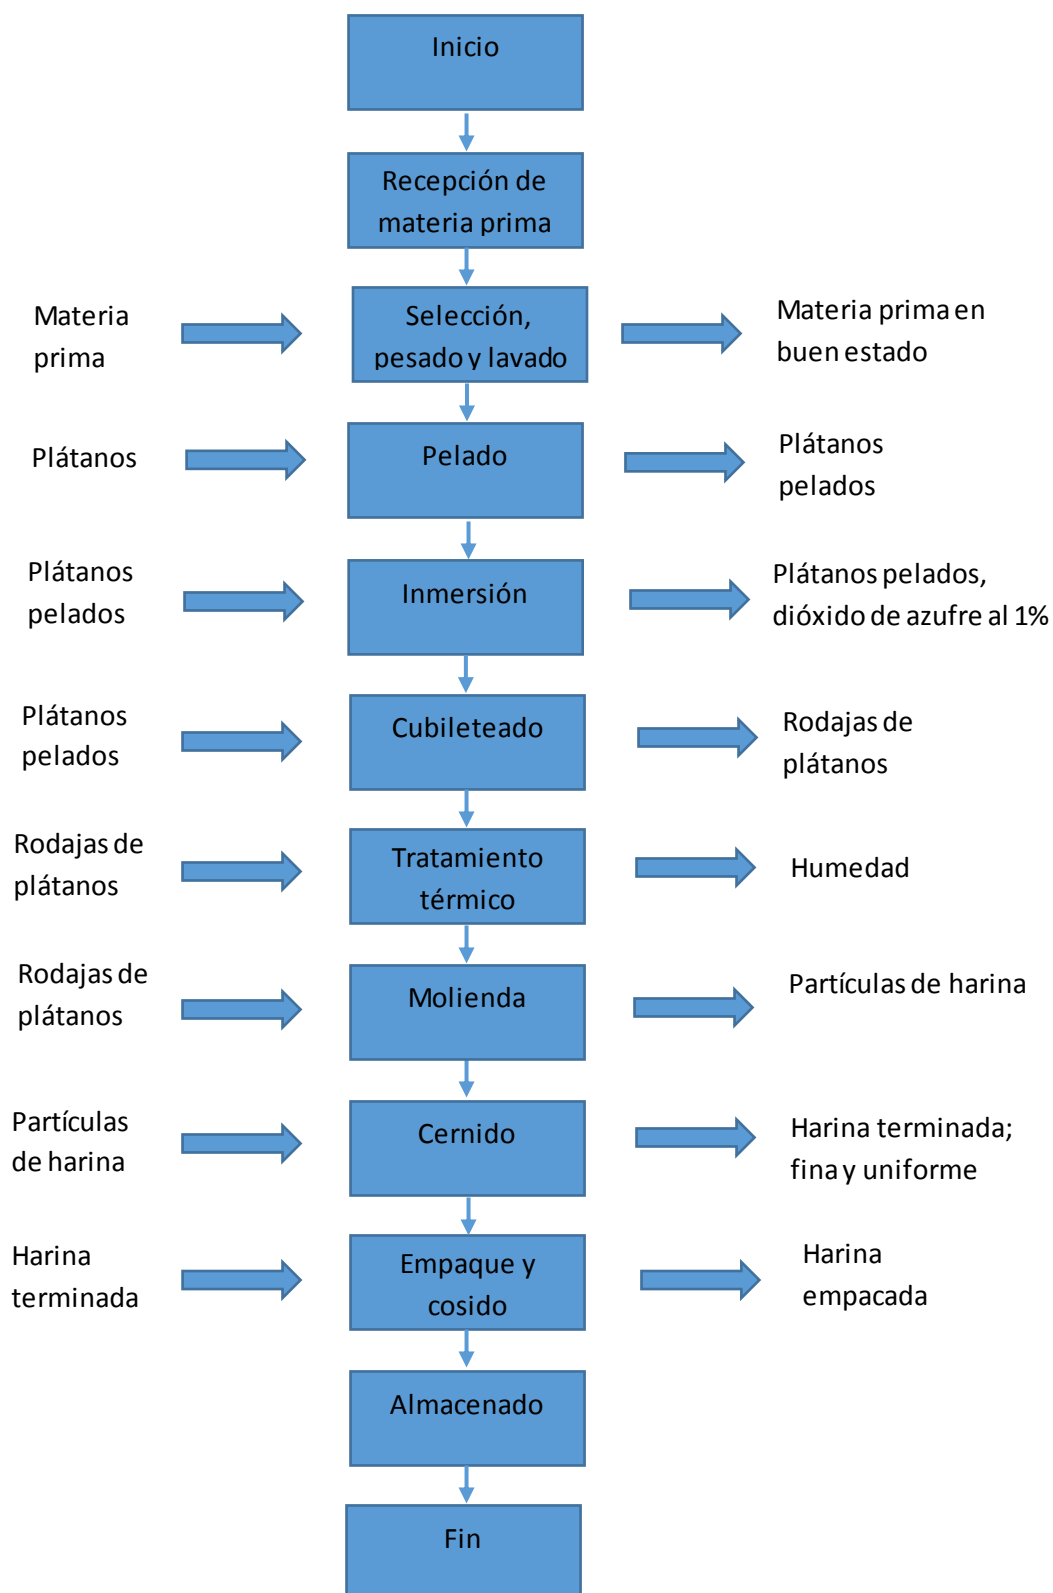 Inicio
Recepción de
materia prima
Materia
prima
Selección,
pesado y lavado
Materia prima en
buen estado
Plátanos
Pelado
Plátanos
pelados
Plátanos
pelados
Inmersión
Plátanos pelados,
dióxido de azufre al 1%
Plátanos
pelados
Cubileteado
Rodajas de
plátanos
Rodajas de
plátanos
Tratamiento
térmico
Humedad
Rodajas de
plátanos
Molienda
Partículas de harina
Partículas
de harina
Cernido
Harina terminada;
fina y uniforme
Harina
terminada
Empaque y
cosido
Harina
empacada
Almacenado
Fin